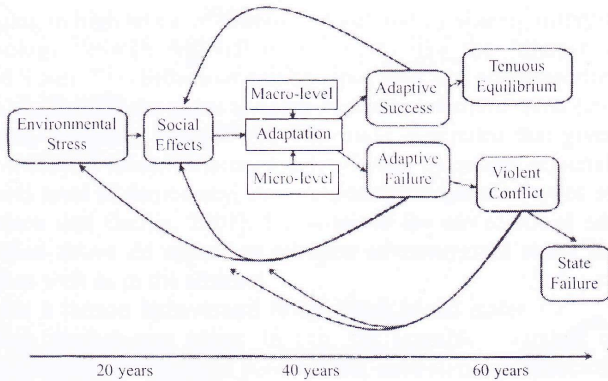 Environmental
Stress
Social
Effects
Macro-level
Adaptation
Micro-level
Adaptive
Success
Tenuous
Equilibrium
Adaptive
Failure
Violent
Conflict
State
Failure
20 years
40 years
60 years